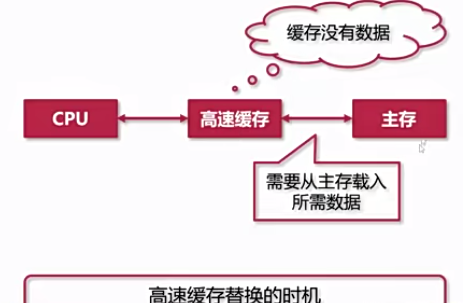 缓存没有数据
CPU
高速缓存
主存
需要从主存载入
所需数据
高速缓存替换的时机